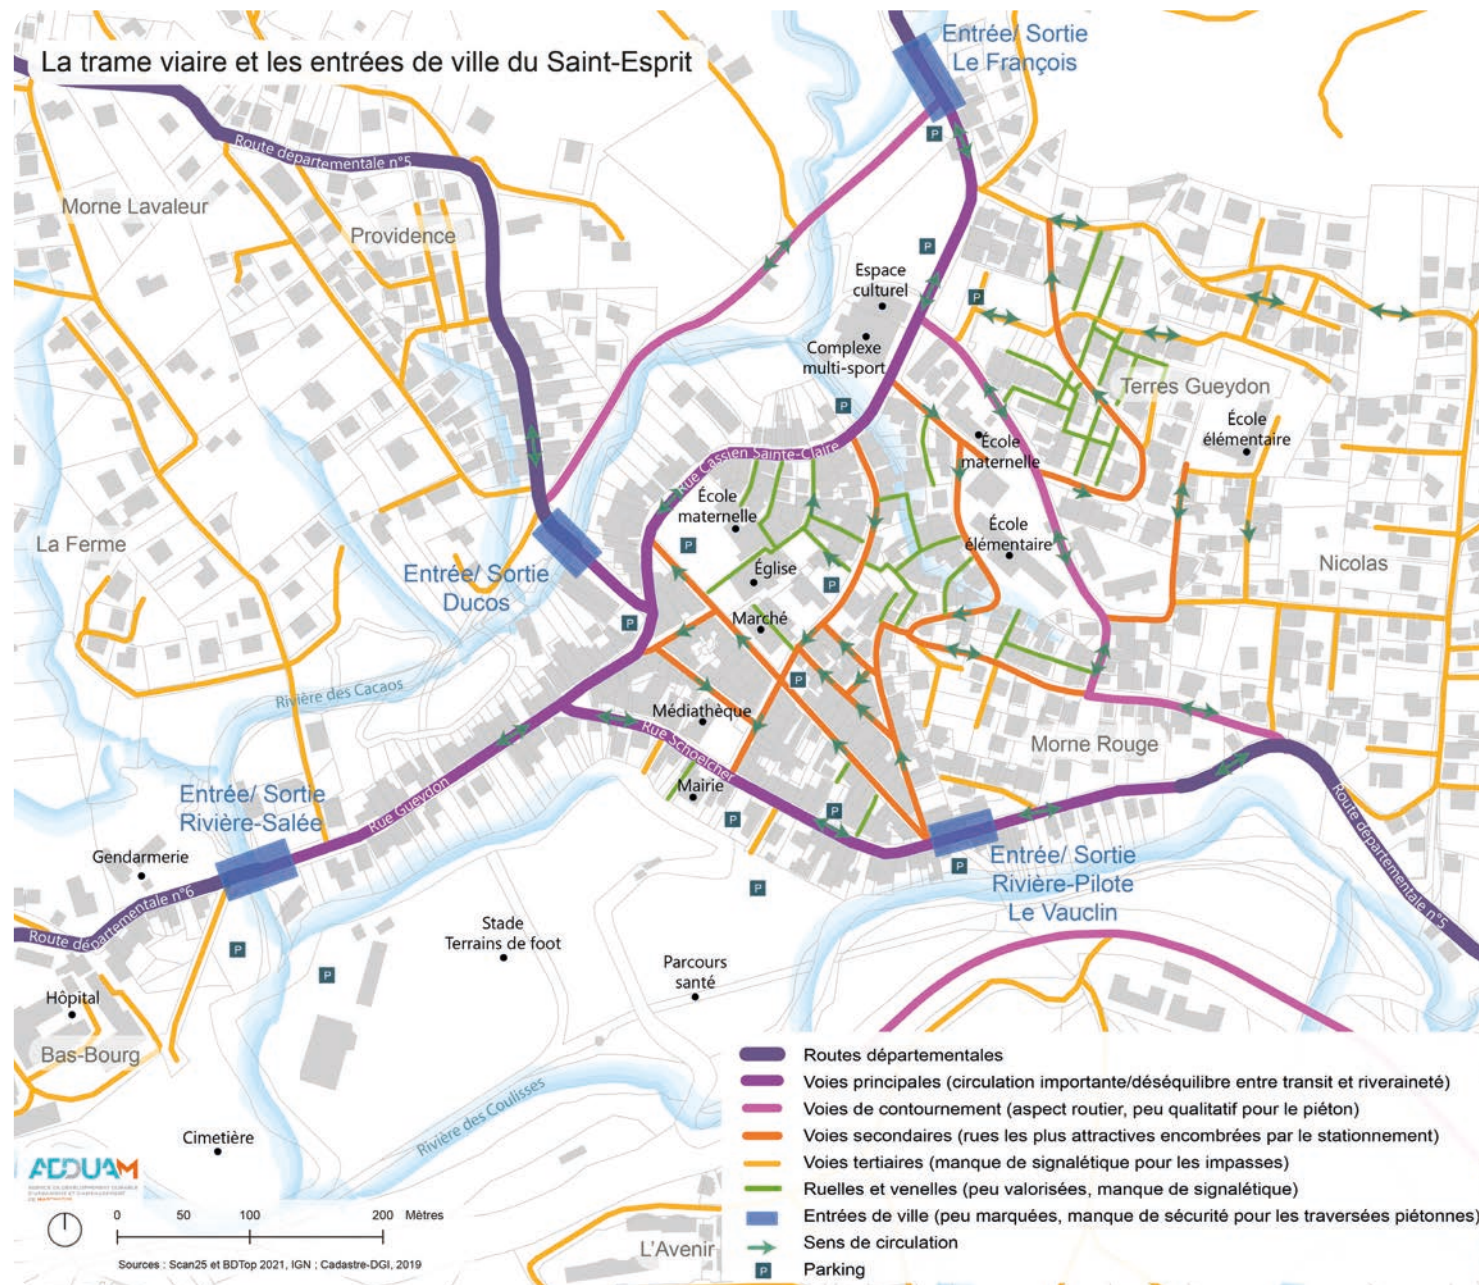 La trame viaire et les entrées de ville du Saint-Esprit
Entrée/ Sortie
Le François
Route départementale n°5
Morne Lavaleur
Providence
P
P
P
Espace
culturel
Complexe
multi-sport
Terres Gueydon
École
élémentaire
P
École
maternelle
Rue Cassien Sainte-Claire
École
maternelle
École
élémentaire
P
La Ferme
Entrée/ Sortie
Ducos
Église
P
Nicolas
Marché
P
P
Rivière des Cacaos
Médiathèque
Rue Schoelcher
Morne Rouge
Mairie
Entrée/ Sortie
Rivière-Salée
Rue Gueydon
P
P
Route départementale n°5
Gendarmerie
Entrée/ Sortie
Rivière-Pilote
Le Vauclin
P
P
Route départementale n°6
Stade
Terrains de foot
P
P
Parcours
santé
Hôpital
Bas-Bourg
Rivière des Coulisses
Cimetière
L'Avenir
Routes départementales
Voies principales (circulation importante/déséquilibre entre transit et riveraineté)
Voies de contournement (aspect routier, peu qualitatif pour le piéton)
Voies secondaires (rues les plus attractives encombrées par le stationnement)
Voies tertiaires (manque de signalétique pour les impasses)
Ruelles et venelles (peu valorisées, manque de signalétique)
Entrées de ville (peu marquées, manque de sécurité pour les traversées piétonnes)
Sens de circulation
P Parking
ADDUAM
0 50 100 200 Mètres
Sources : Scan25 et BDTop 2021, IGN ; Cadastre-DGI, 2019